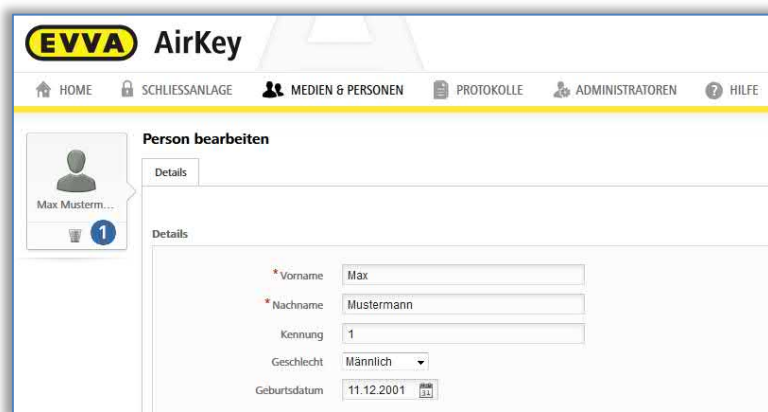 EVVA AirKey
HOME SCHLIESSANLAGE MEDIEN & PERSONEN PROTOKOLLE ADMINISTRATOREN ? HILFE
Person bearbeiten
Details
Max Musterm...
1
Details
* Vorname Max
* Nachname Mustermann
Kennung 1
Geschlecht Männlich
Geburtsdatum 11.12.2001 31